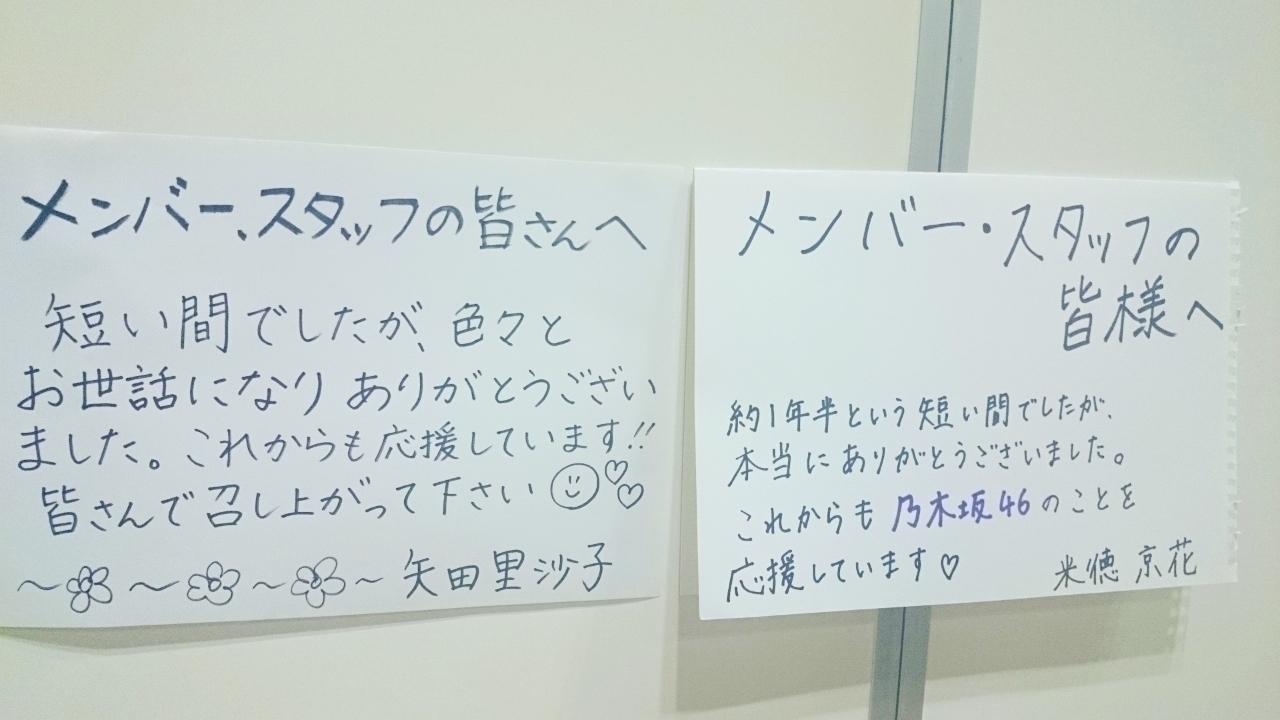 メンバー、スタッフの皆さんへ
短い間でしたが、色々と
お世話になり ありがとうござい
ました。これからも応援しています!!
皆さんで召し上がって下さい
矢田里沙子
メンバー・スタッフの
皆様へ
約1年半という短い間でしたが、
本当にありがとうございました。
これからも 乃木坂46のことを
応援しています♡
米徳 京花